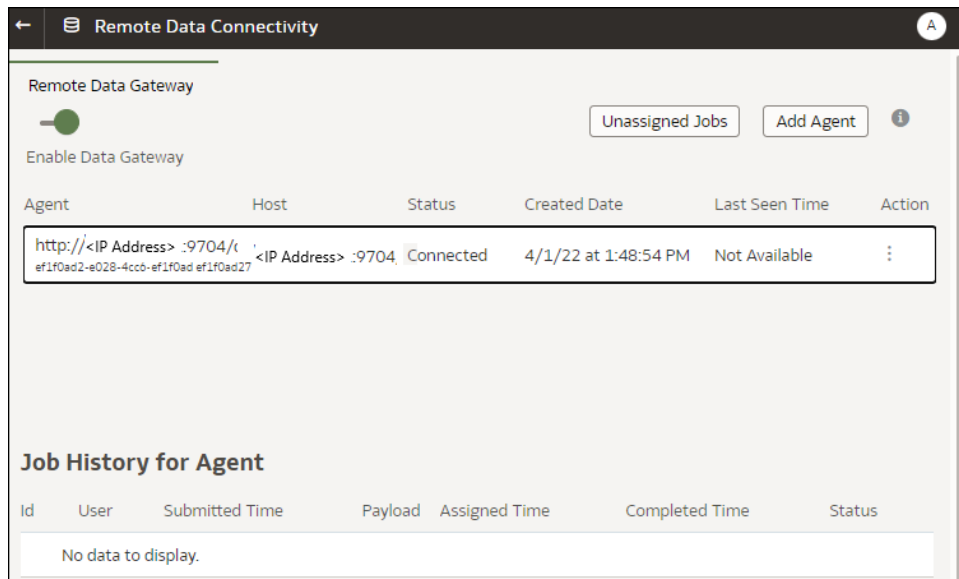 Remote Data Connectivity
A
Remote Data Gateway
Unassigned Jobs Add Agent
Enable Data Gateway
Agent Host Status Created Date Last Seen Time Action
http://<IP Address> :9704/ <IP Address> :9704 Connected 4/1/22 at 1:48:54 PM Not Available
ef1f0ad2-e028-4cc6-ef1f0ad ef1f0ad27
Job History for Agent
Id User Submitted Time Payload Assigned Time Completed Time Status
No data to display.